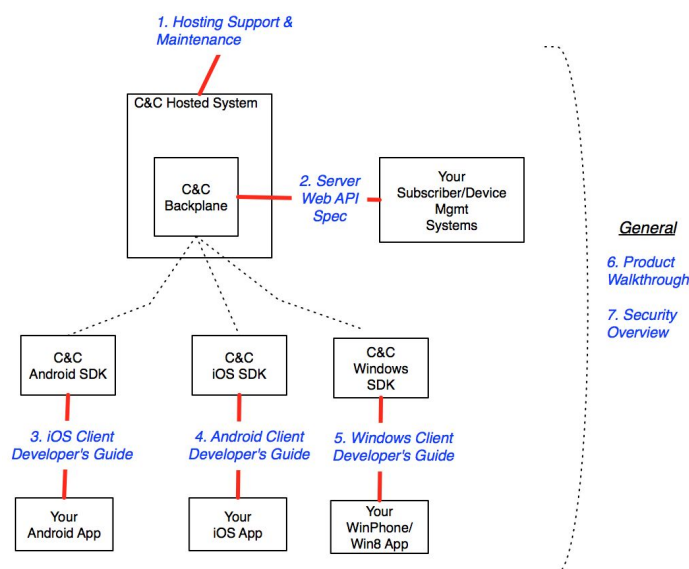 1. Hosting Support &
Maintenance
C&C Hosted System
C&C
Backplane
2. Server
Web API
Spec
Your
Subscriber/Device
Mgmt
Systems
General
6. Product
Walkthrough
7. Security
Overview
C&C
Android SDK
C&C
iOS SDK
C&C
Windows
SDK
3. iOS Client
Developer's Guide
4. Android Client
Developer's Guide
5. Windows Client
Developer's Guide
Your
Android App
Your
iOS App
Your
WinPhone/
Win8 App